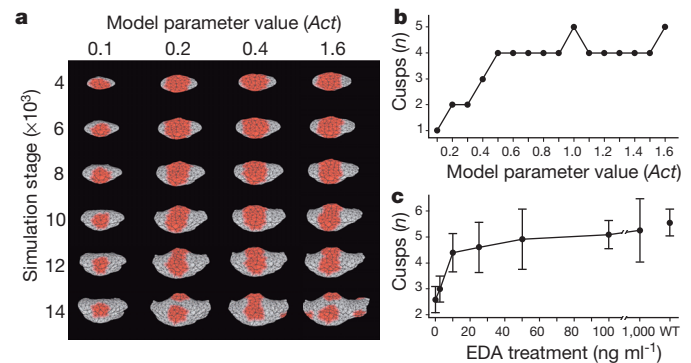 a
Model parameter value (Act)
0.1 0.2 0.4 1.6
Simulation stage (×10³)
4
6
8
10
12
14
b
Cusps (n)
5
4
3
2
1
0.2 0.4 0.6 0.8 1.0 1.2 1.4 1.6
Model parameter value (Act)
c
Cusps (n)
6
5
4
3
2
0 20 40 60 80 100 1,000 WT
EDA treatment (ng ml⁻¹)